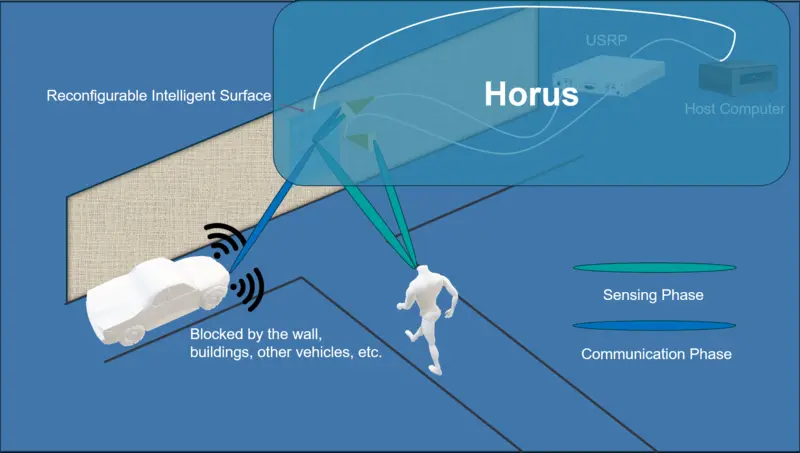 USRP
Horus
Reconfigurable Intelligent Surface
Host Computer
Sensing Phase
Blocked by the wall,
buildings, other vehicles, etc.
Communication Phase